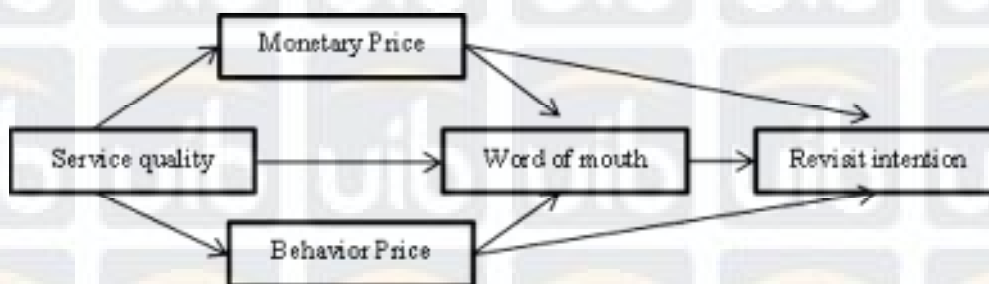 Monetary Price
Service quality
Word of mouth
Revisit intention
Behavior Price